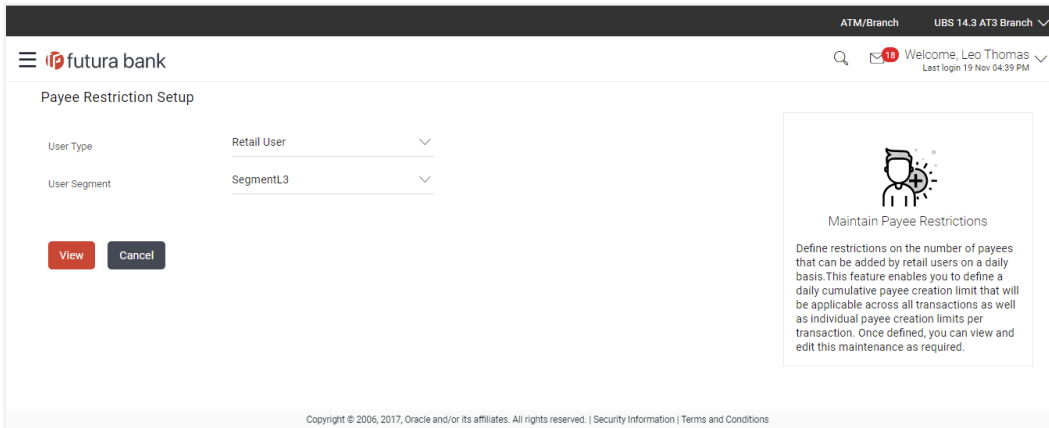 ATM/Branch UBS 14.3 AT3 Branch
futura bank
18 Welcome, Leo Thomas
Last login 19 Nov 04:39 PM
Payee Restriction Setup
User Type Retail User
User Segment SegmentL3
View Cancel
Maintain Payee Restrictions
Define restrictions on the number of payees
that can be added by retail users on a daily
basis.This feature enables you to define a
daily cumulative payee creation limit that will
be applicable across all transactions as well
as individual payee creation limits per
transaction. Once defined, you can view and
edit this maintenance as required.
Copyright © 2006, 2017, Oracle and/or its affiliates. All rights reserved. | Security Information | Terms and Conditions